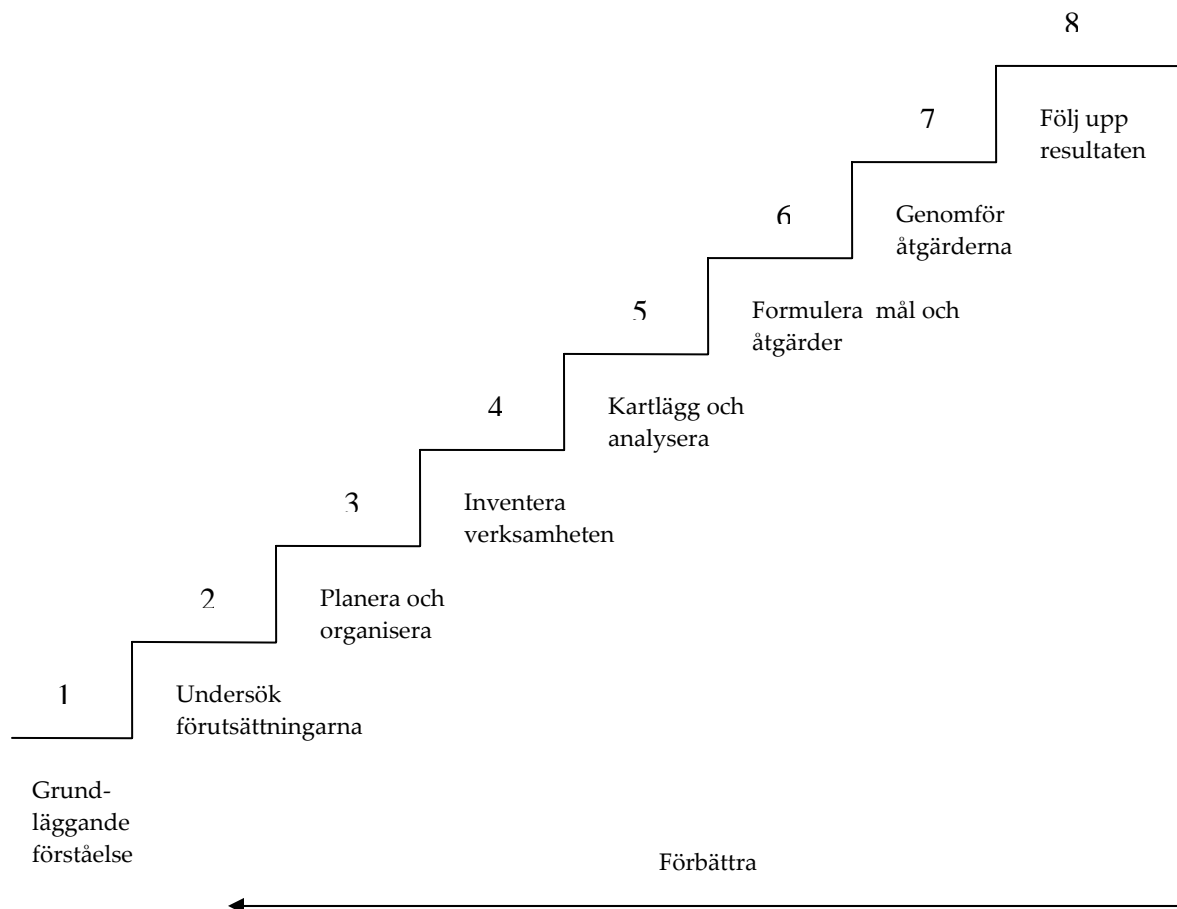 8
Följ upp
resultaten
7
Genomför
åtgärderna
6
Formulera mål och
åtgärder
5
Kartlägg och
analysera
4
Inventera
verksamheten
3
Planera och
organisera
2
Undersök
förutsättningarna
1
Grund-
läggande
förståelse
Förbättra